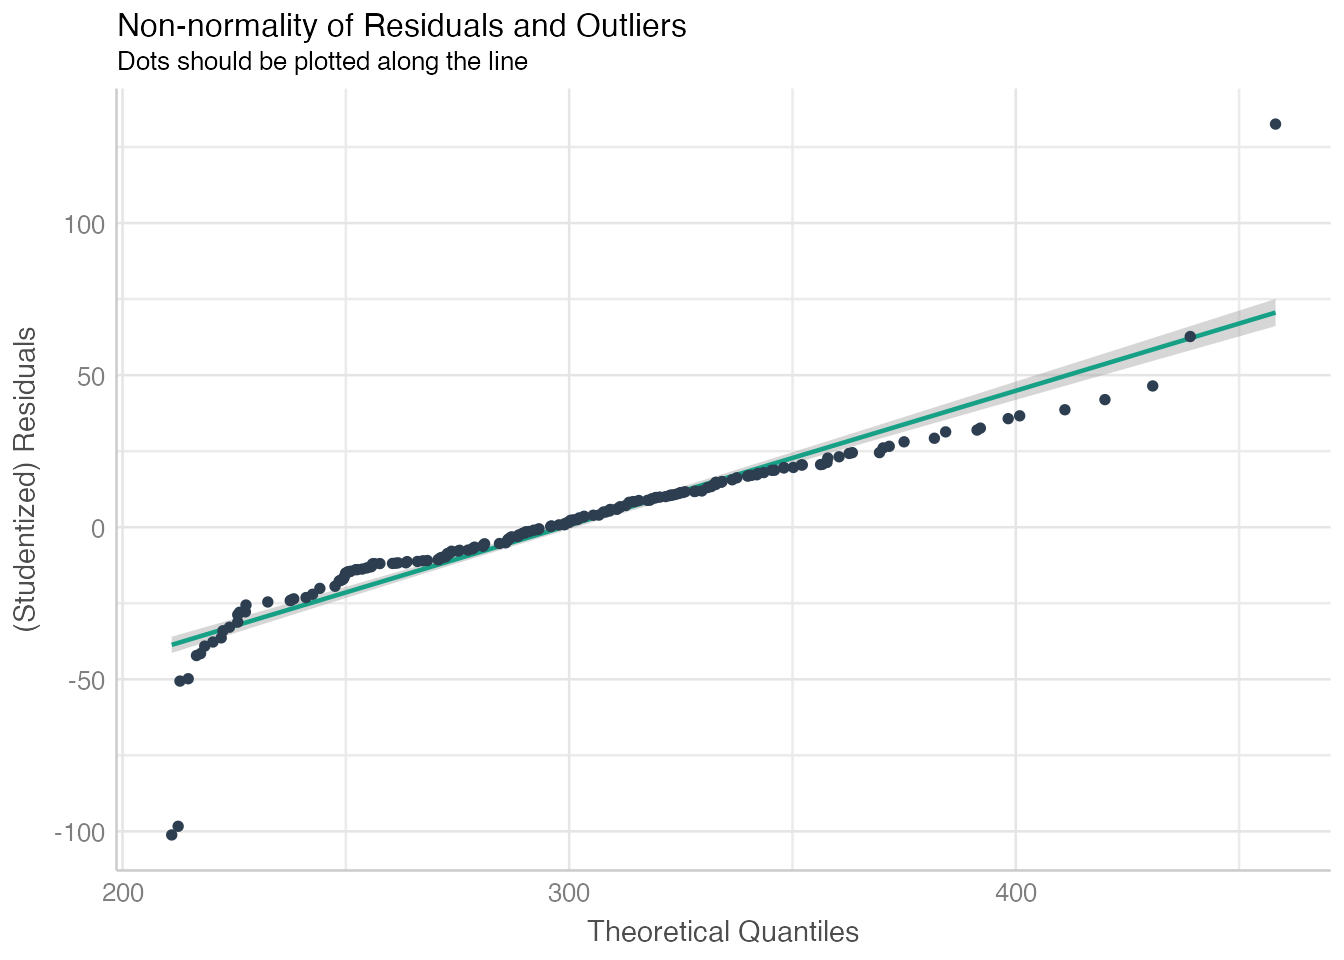 Non-normality of Residuals and Outliers
Dots should be plotted along the line
(Studentized) Residuals
100
50
0
-50
-100
200
300
400
Theoretical Quantiles